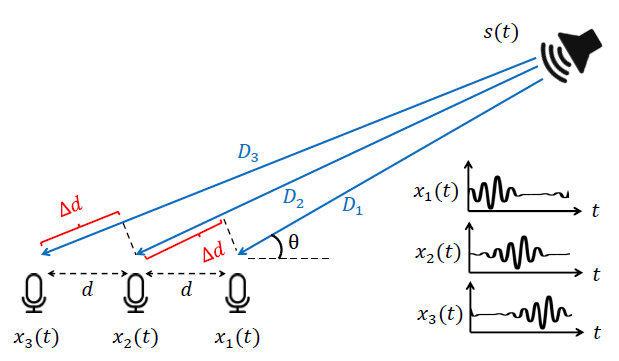 s(t)
D₃
D₂
D₁
Δd
Δd
θ
d
d
x₃(t)
x₂(t)
x₁(t)
x₁(t)
t
x₂(t)
t
x₃(t)
t